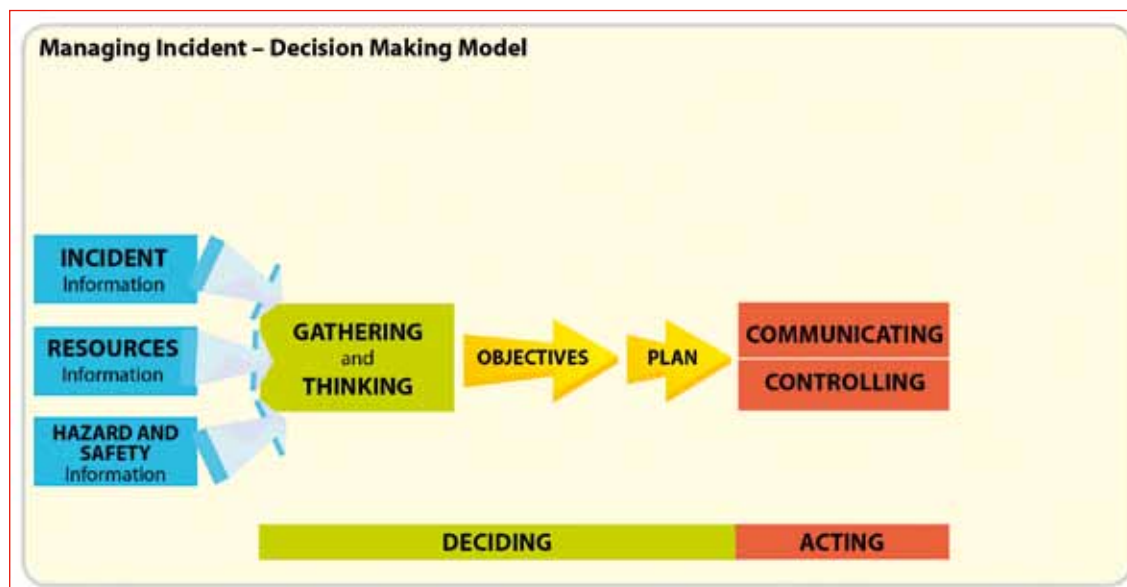 Managing Incident – Decision Making Model
INCIDENT
Information
RESOURCES
Information
HAZARD AND
SAFETY
Information
GATHERING
and
THINKING
OBJECTIVES
PLAN
COMMUNICATING
CONTROLLING
DECIDING
ACTING